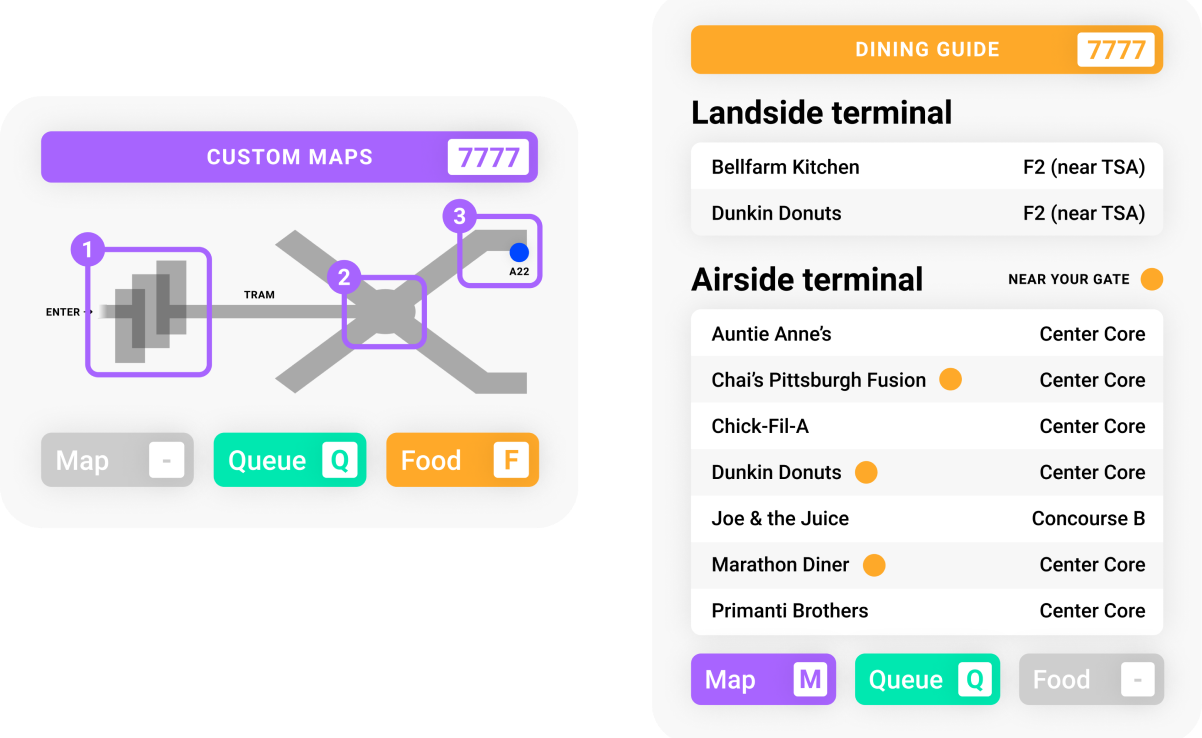 CUSTOM MAPS 7777
3
1
2
A22
TRAM
ENTER →
Map -
Queue Q
Food F
DINING GUIDE 7777
Landside terminal
Bellfarm Kitchen F2 (near TSA)
Dunkin Donuts F2 (near TSA)
Airside terminal NEAR YOUR GATE
Auntie Anne’s Center Core
Chai’s Pittsburgh Fusion Center Core
Chick-Fil-A Center Core
Dunkin Donuts Center Core
Joe & the Juice Concourse B
Marathon Diner Center Core
Primanti Brothers Center Core
Map M
Queue Q
Food -